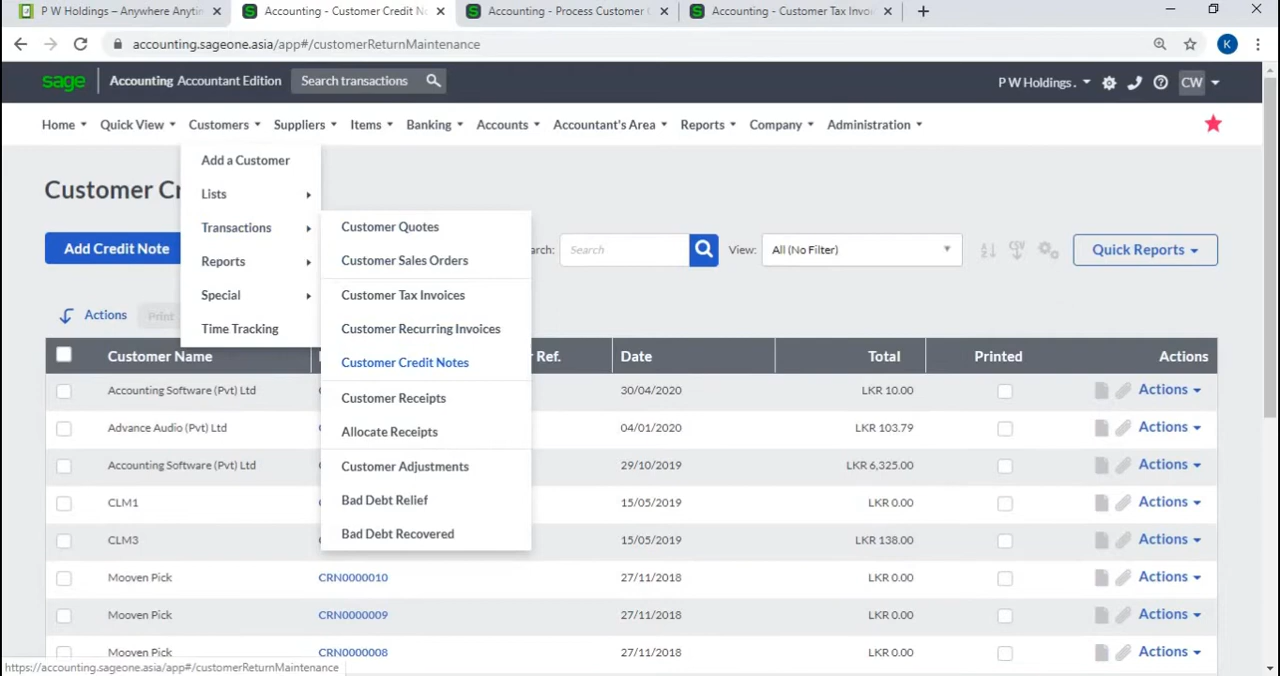 P W Holdings – Anywhere Anytin
Accounting - Customer Credit No
Accounting - Process Customer
Accounting - Customer Tax Invoi
accounting.sageone.asia/app#/customerReturnMaintenance
K
sage Accounting Accountant Edition Search transactions P W Holdings . CW
Home Quick View Customers Suppliers Items Banking Accounts Accountant's Area Reports Company Administration
Customer Cr
Add a Customer
Lists
Transactions
Reports
Special
Time Tracking
Customer Quotes
Customer Sales Orders
Customer Tax Invoices
Customer Recurring Invoices
Customer Credit Notes
Customer Receipts
Allocate Receipts
Customer Adjustments
Bad Debt Relief
Bad Debt Recovered
Add Credit Note arch: Search View: All (No Filter) CSV Quick Reports
Actions Print
Customer Name Ref. Date Total Printed Actions
Accounting Software (Pvt) Ltd 30/04/2020 LKR 10.00 Actions
Advance Audio (Pvt) Ltd 04/01/2020 LKR 103.79 Actions
Accounting Software (Pvt) Ltd 29/10/2019 LKR 6,325.00 Actions
CLM1 15/05/2019 LKR 0.00 Actions
CLM3 15/05/2019 LKR 138.00 Actions
Mooven Pick CRN0000010 27/11/2018 LKR 0.00 Actions
Mooven Pick CRN0000009 27/11/2018 LKR 0.00 Actions
Mooven Pick CRN0000008 27/11/2018 LKR 0.00 Actions
https://accounting.sageone.asia/app#/customerReturnMaintenance